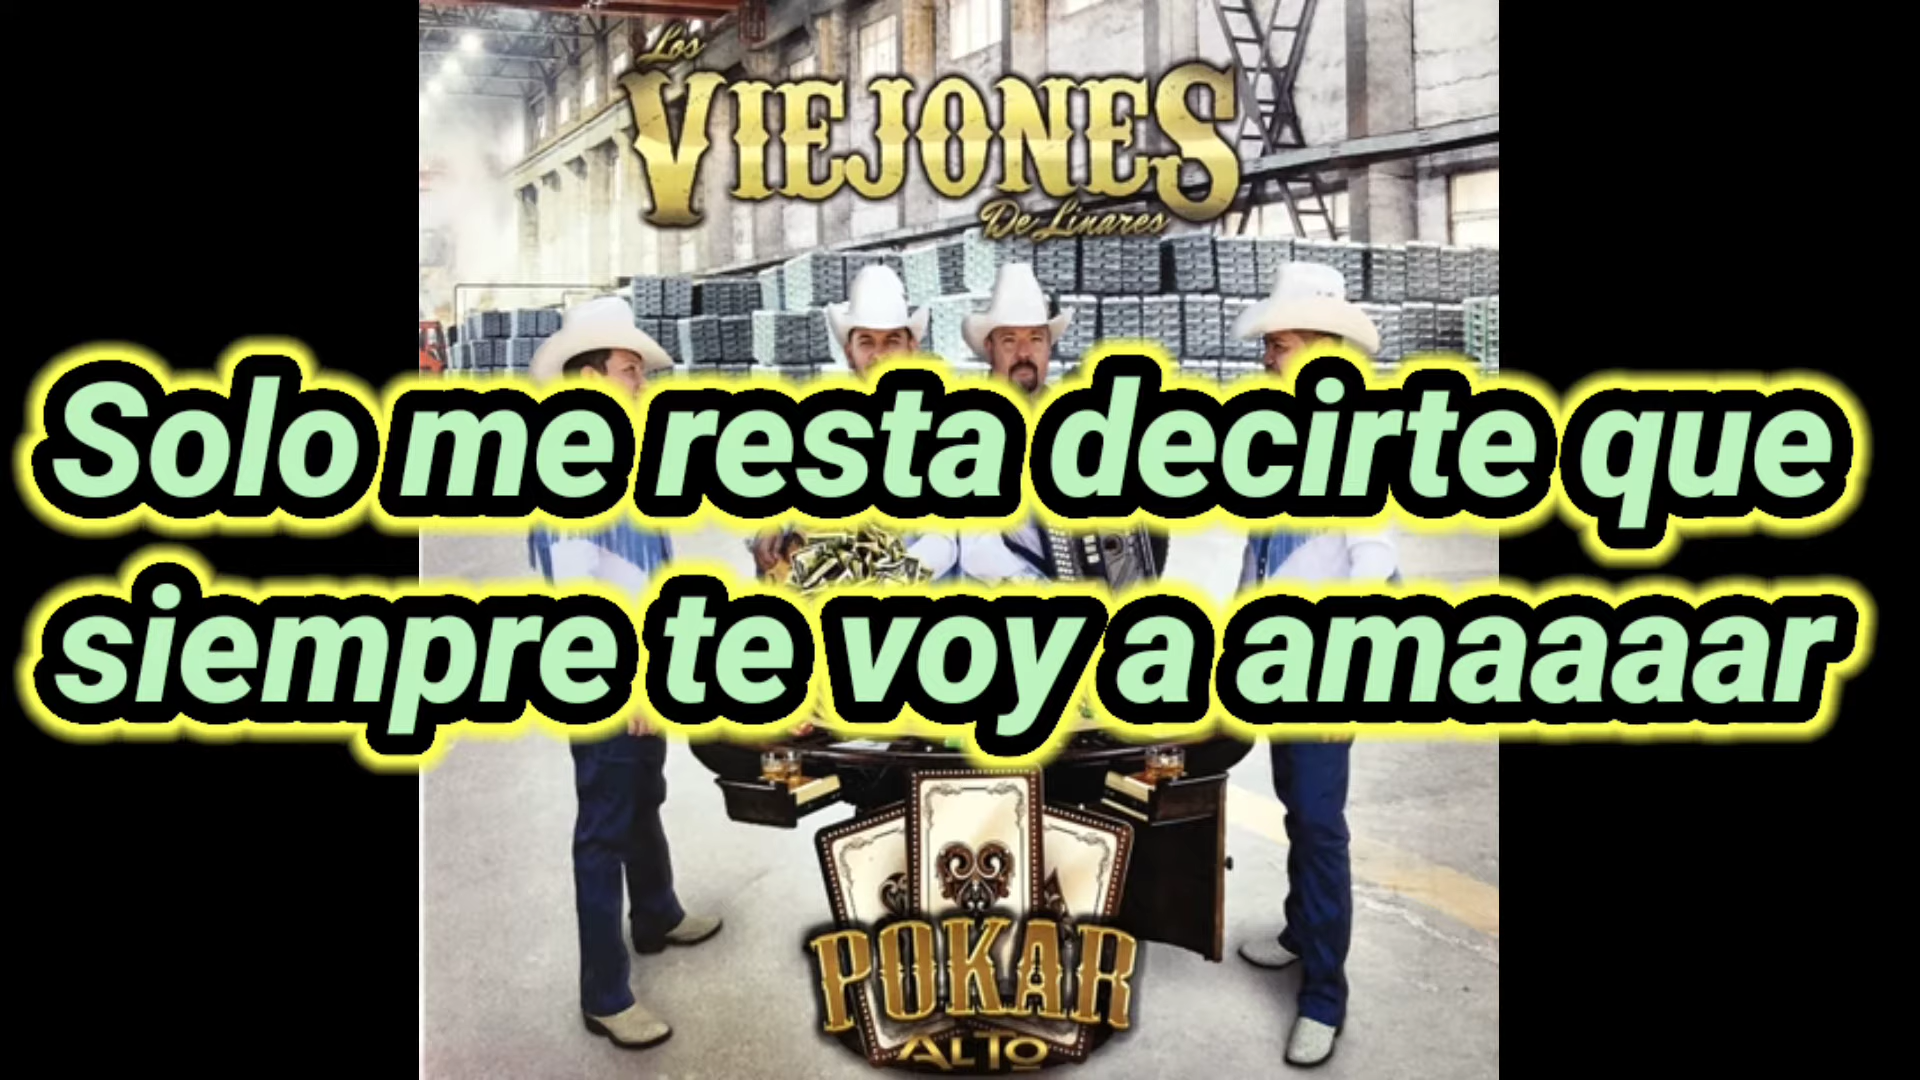 Los
VIEJONES
De Linares
Solo me resta decirte que
siempre te voy a amaaaar
POKAR
ALTO